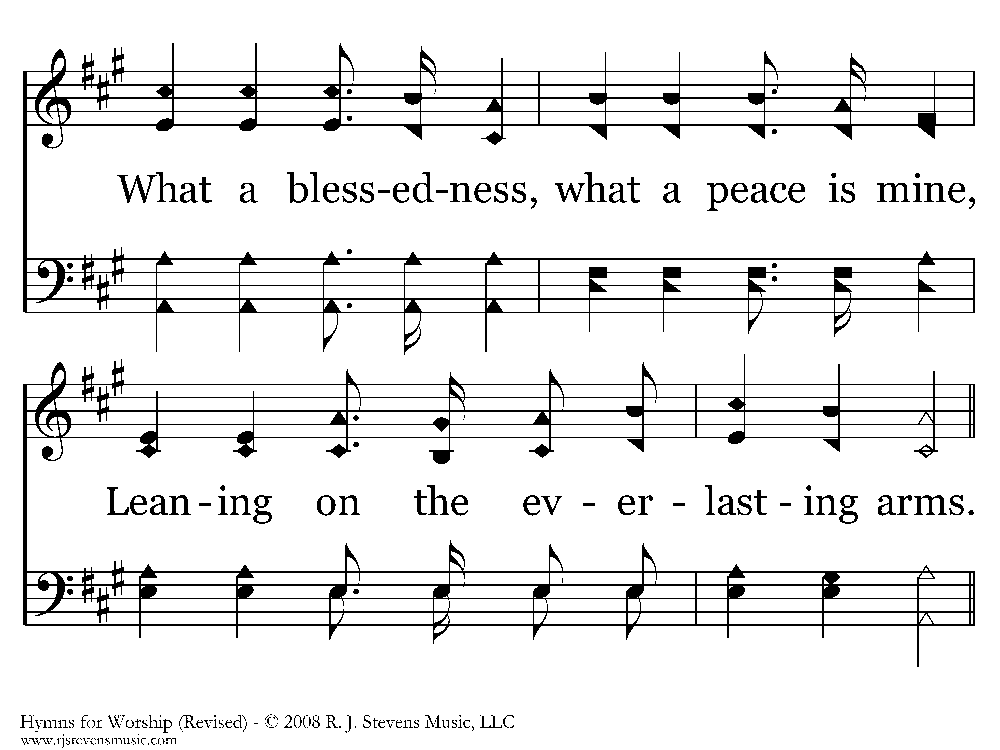 What a bless-ed-ness, what a peace is mine,
Lean-ing on the ev - er - last - ing arms.
Hymns for Worship (Revised) - © 2008 R. J. Stevens Music, LLC
www.rjstevensmusic.com